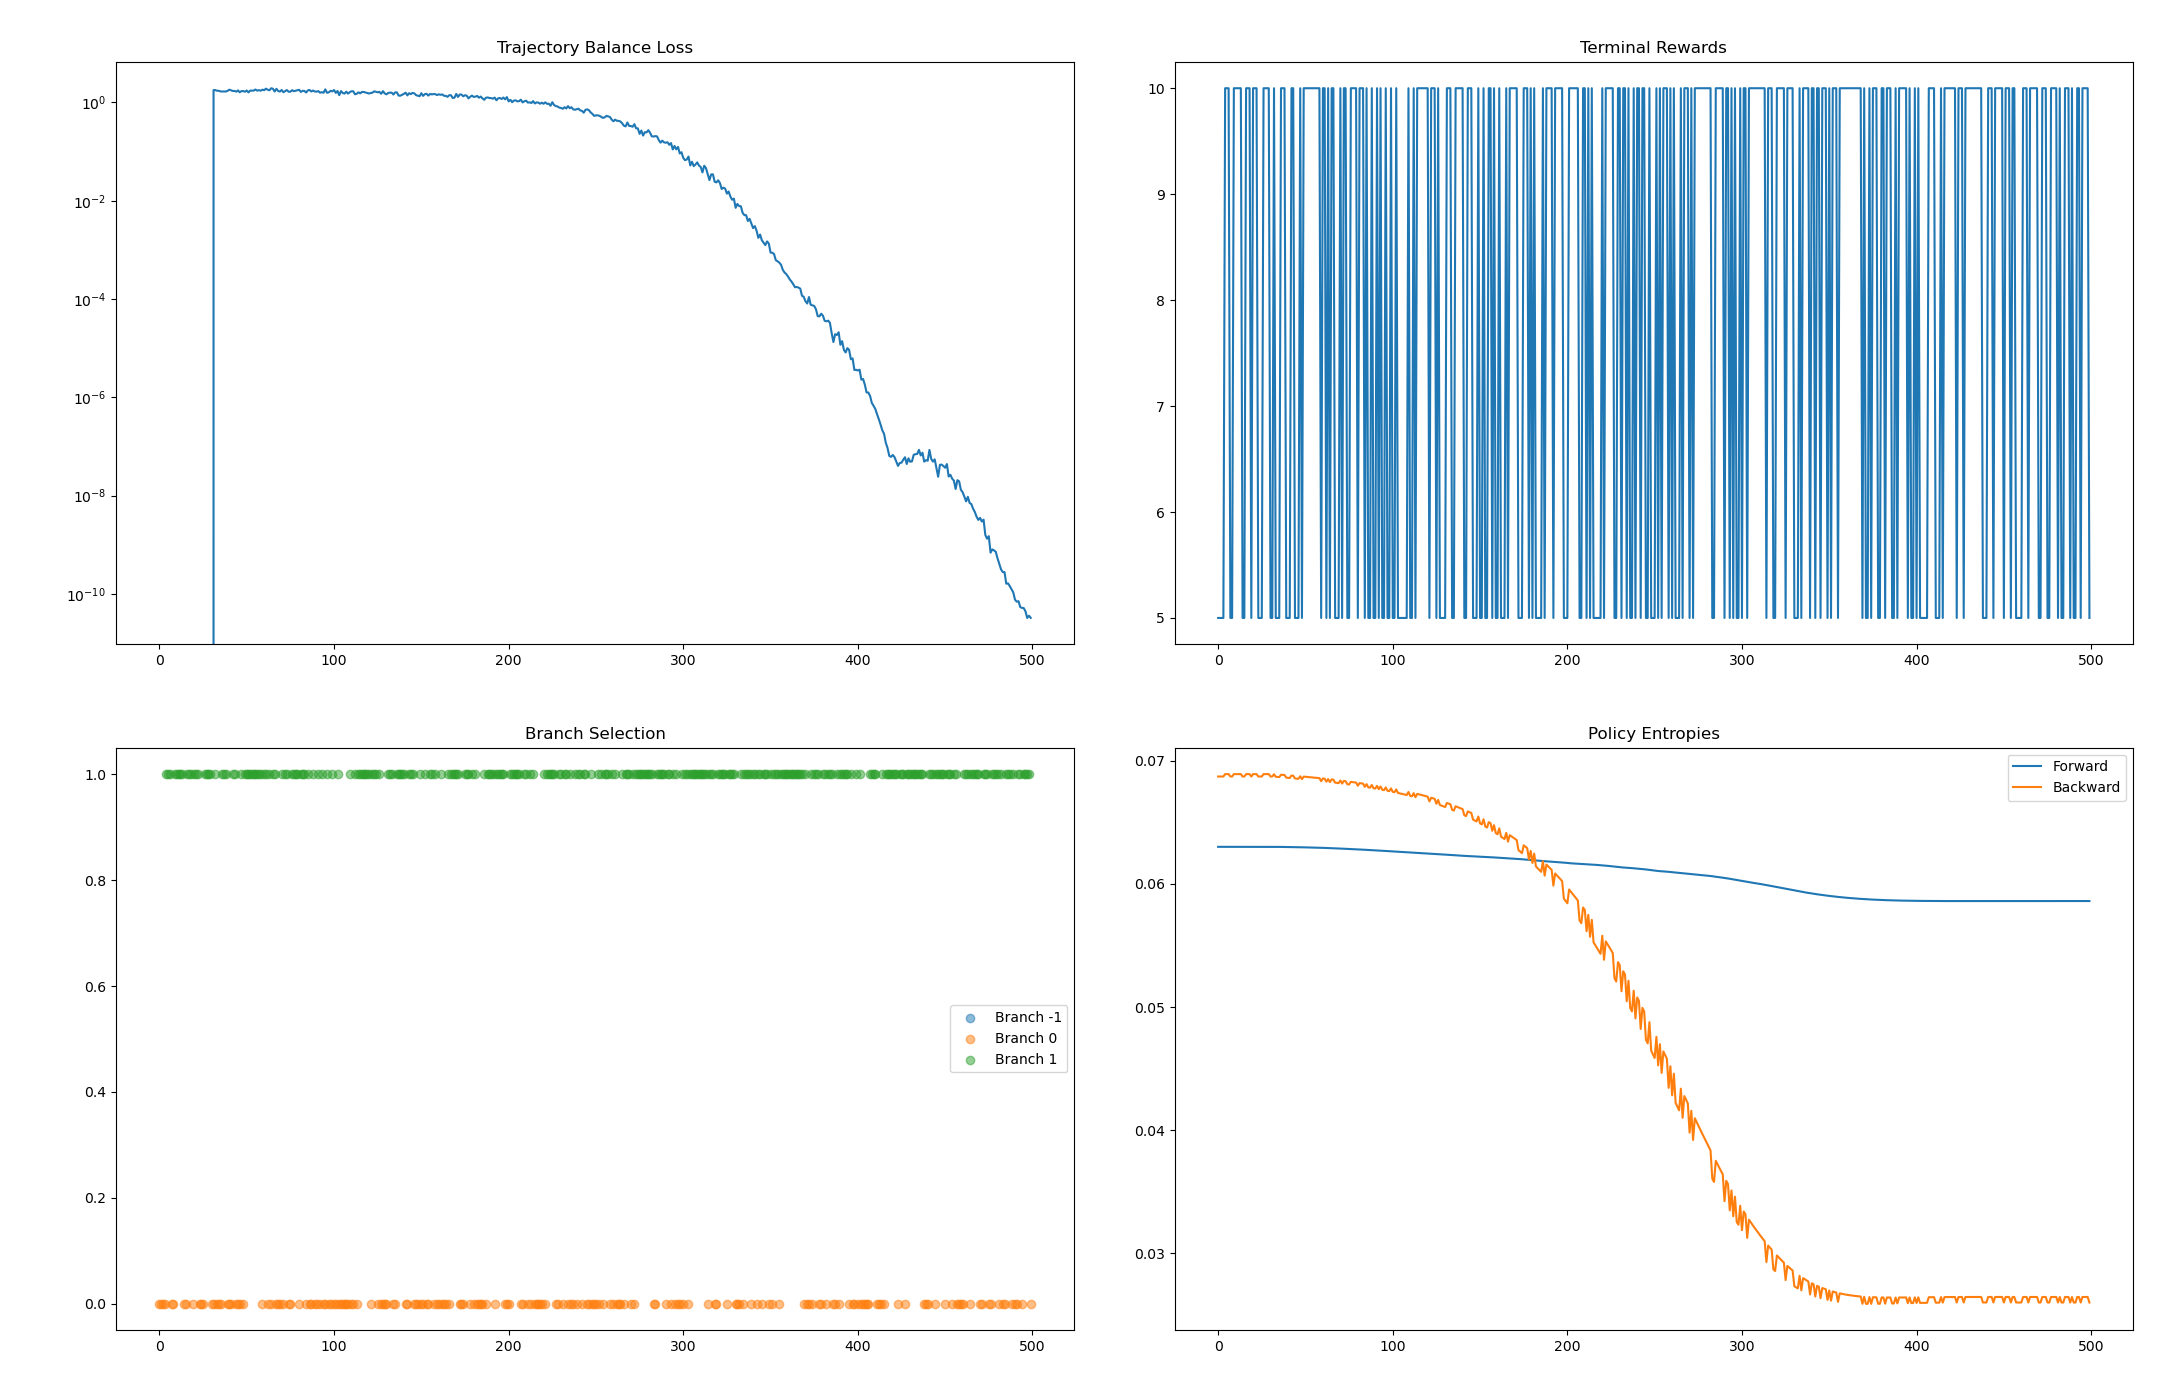 Trajectory Balance Loss
10⁰
10⁻²
10⁻⁴
10⁻⁶
10⁻⁸
10⁻¹⁰
0 100 200 300 400 500
Terminal Rewards
10
9
8
7
6
5
0 100 200 300 400 500
Branch Selection
1.0
0.8
0.6
0.4
0.2
0.0
Branch -1
Branch 0
Branch 1
0 100 200 300 400 500
Policy Entropies
0.07
0.06
0.05
0.04
0.03
Forward
Backward
0 100 200 300 400 500